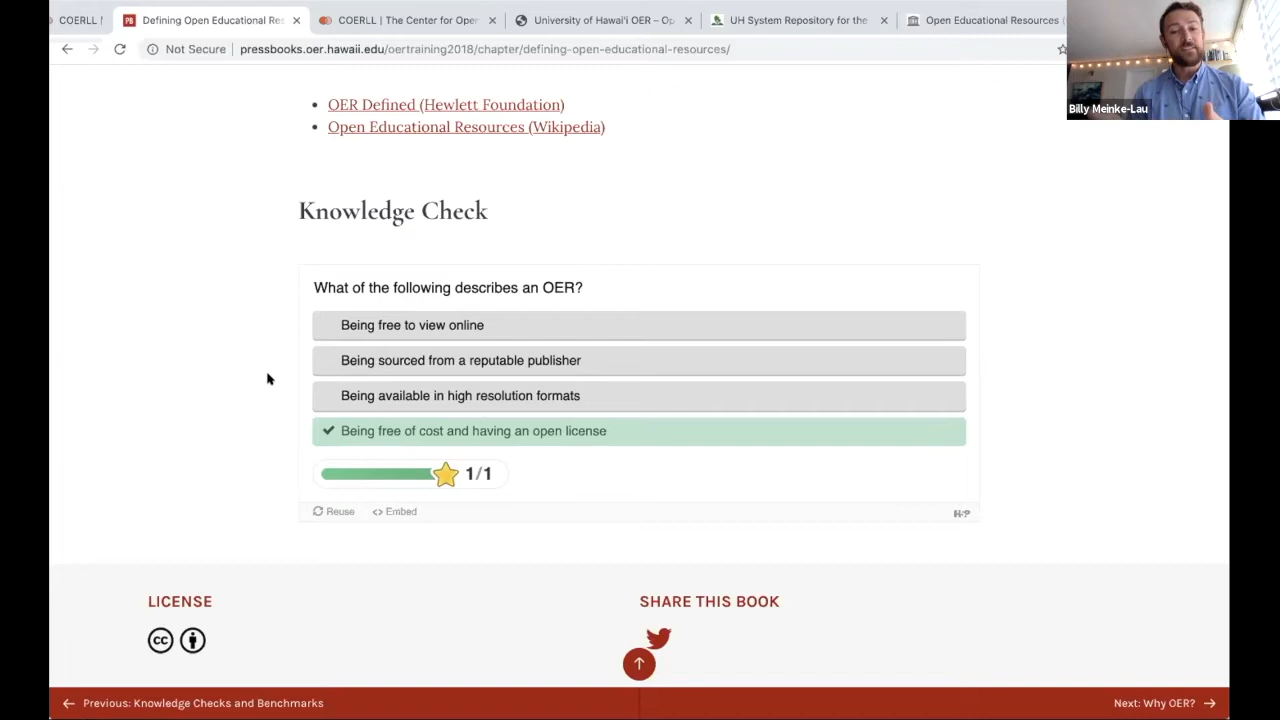 COERLL |
Defining Open Educational Res
COERLL | The Center for Open
University of Hawai'i OER – Op
UH System Repository for the
Open Educational Resources (
Not Secure
pressbooks.oer.hawaii.edu/oertraining2018/chapter/defining-open-educational-resources/
Billy Meinke-Lau
OER Defined (Hewlett Foundation)
Open Educational Resources (Wikipedia)
Knowledge Check
What of the following describes an OER?
Being free to view online
Being sourced from a reputable publisher
Being available in high resolution formats
Being free of cost and having an open license
1/1
Reuse
<> Embed
H5P
LICENSE
SHARE THIS BOOK
cc
Previous: Knowledge Checks and Benchmarks
Next: Why OER?